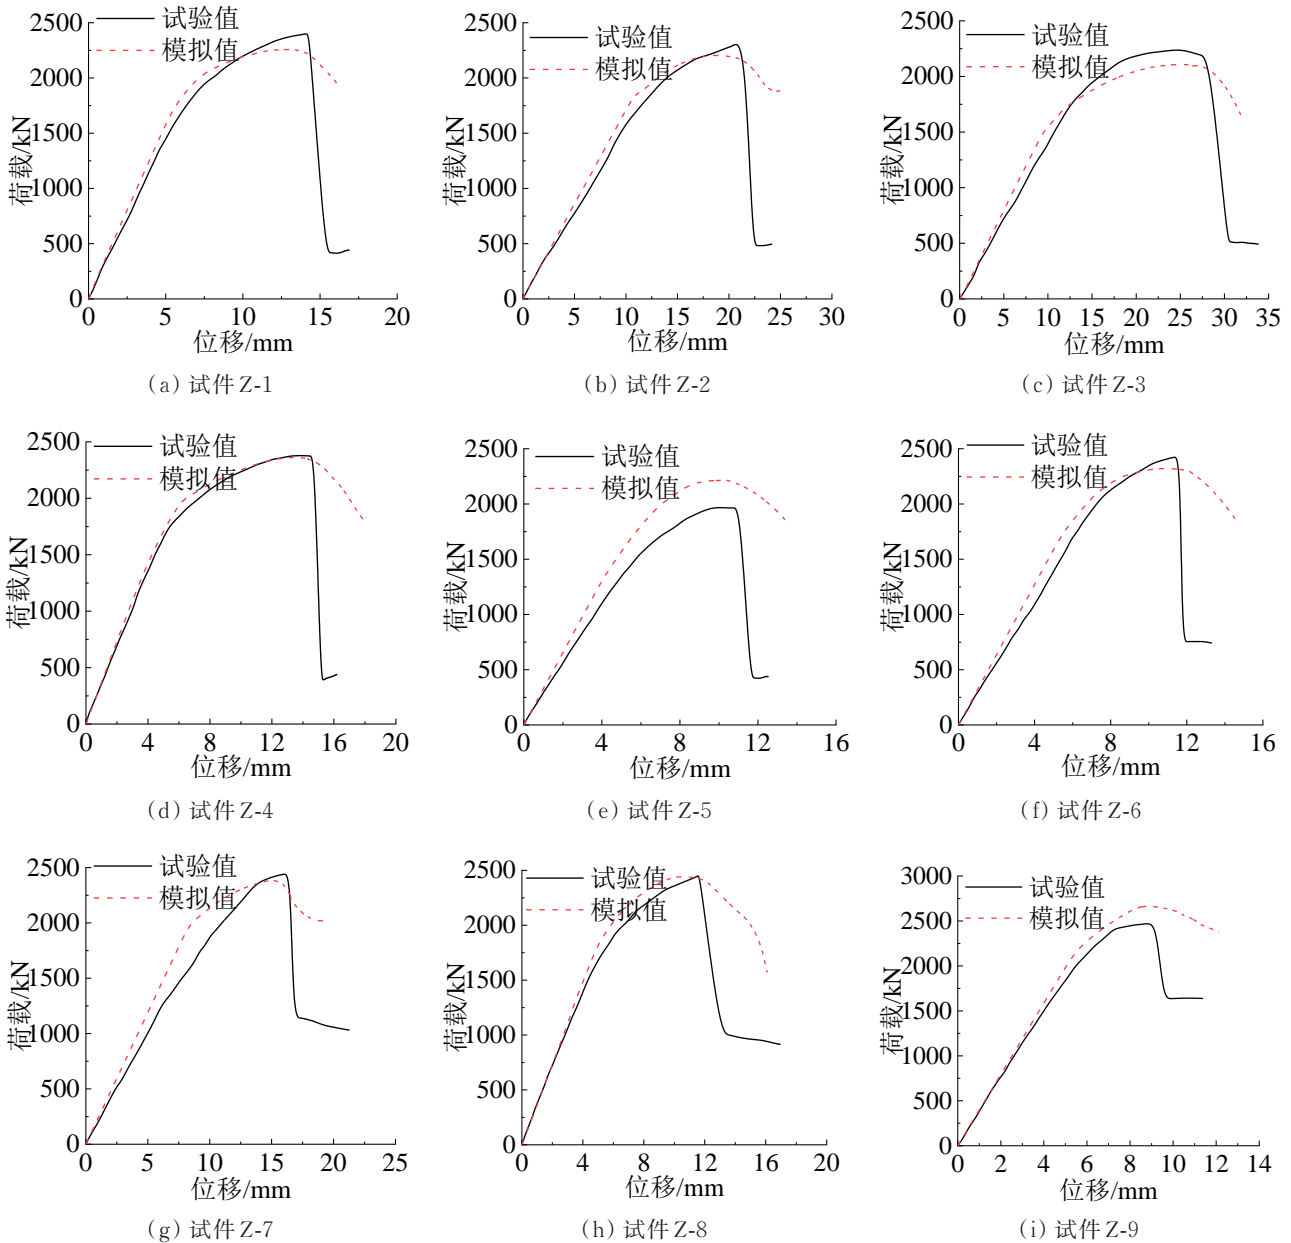 2500
2000
1500
1000
500
0
荷载/kN
试验值
模拟值
0 5 10 15 20
位移/mm
(a) 试件 Z-1
2500
2000
1500
1000
500
0
荷载/kN
试验值
模拟值
0 5 10 15 20 25 30
位移/mm
(b) 试件 Z-2
2500
2000
1500
1000
500
0
荷载/kN
试验值
模拟值
0 5 10 15 20 25 30 35
位移/mm
(c) 试件 Z-3
2500
2000
1500
1000
500
0
荷载/kN
试验值
模拟值
0 4 8 12 16 20
位移/mm
(d) 试件 Z-4
2500
2000
1500
1000
500
0
荷载/kN
试验值
模拟值
0 4 8 12 16
位移/mm
(e) 试件 Z-5
2500
2000
1500
1000
500
0
荷载/kN
试验值
模拟值
0 4 8 12 16
位移/mm
(f) 试件 Z-6
2500
2000
1500
1000
500
0
荷载/kN
试验值
模拟值
0 5 10 15 20 25
位移/mm
(g) 试件 Z-7
2500
2000
1500
1000
500
0
荷载/kN
试验值
模拟值
0 4 8 12 16 20
位移/mm
(h) 试件 Z-8
3000
2500
2000
1500
1000
500
0
荷载/kN
试验值
模拟值
0 2 4 6 8 10 12 14
位移/mm
(i) 试件 Z-9